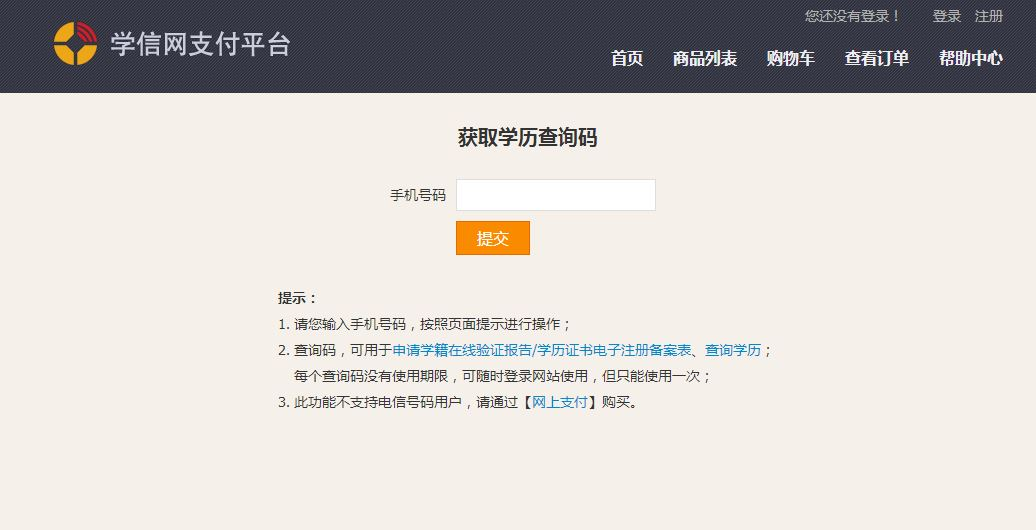 您还没有登录！ 登录 注册
学信网支付平台
首页 商品列表 购物车 查看订单 帮助中心
获取学历查询码
手机号码
提交
提示：
1. 请您输入手机号码，按照页面提示进行操作；
2. 查询码，可用于申请学籍在线验证报告/学历证书电子注册备案表、查询学历；
每个查询码没有使用期限，可随时登录网站使用，但只能使用一次；
3. 此功能不支持电信号码用户，请通过【网上支付】购买。